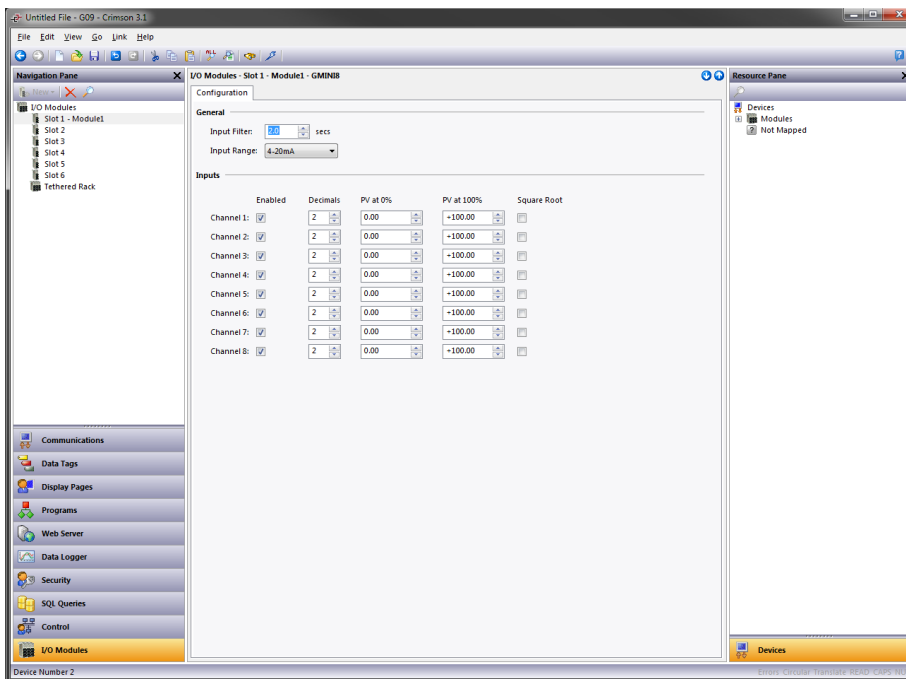 Untitled File - G09 - Crimson 3.1
File Edit View Go Link Help
Navigation Pane
New
I/O Modules
Slot 1 - Module1
Slot 2
Slot 3
Slot 4
Slot 5
Slot 6
Tethered Rack
Communications
Data Tags
Display Pages
Programs
Web Server
Data Logger
Security
SQL Queries
Control
I/O Modules
I/O Modules - Slot 1 - Module1 - GMINI8
Configuration
General
Input Filter: 2.0 secs
Input Range: 4-20mA
Inputs
Enabled Decimals PV at 0% PV at 100% Square Root
Channel 1: 2 0.00 +100.00
Channel 2: 2 0.00 +100.00
Channel 3: 2 0.00 +100.00
Channel 4: 2 0.00 +100.00
Channel 5: 2 0.00 +100.00
Channel 6: 2 0.00 +100.00
Channel 7: 2 0.00 +100.00
Channel 8: 2 0.00 +100.00
Resource Pane
Devices
Modules
Not Mapped
Devices
Device Number 2
Errors Circular Translate READ CAPS NU